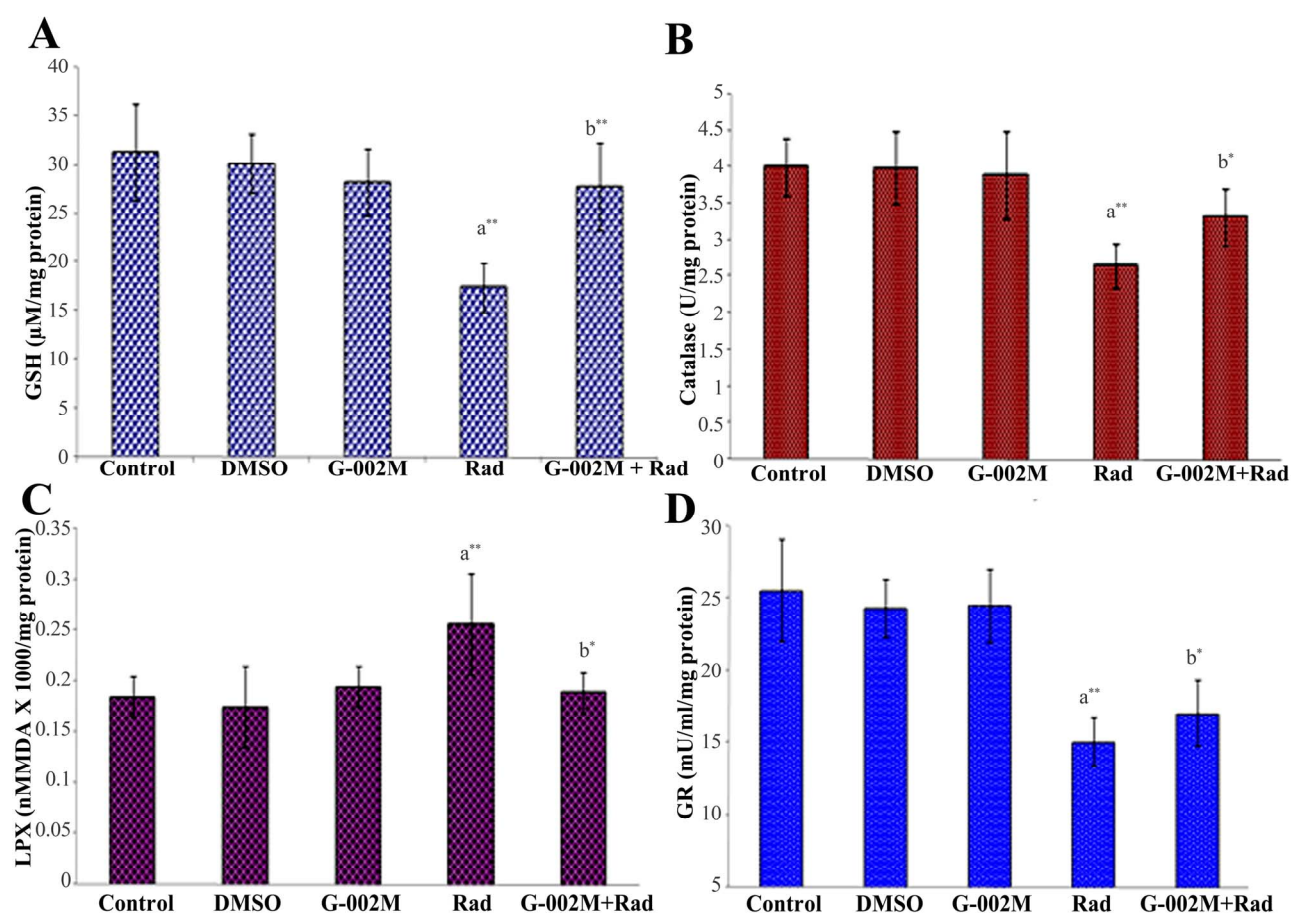 A
GSH (µM/mg protein)
40
35
30
25
20
15
10
5
0
a**
b**
Control DMSO G-002M Rad G-002M + Rad
B
Catalase (U/mg protein)
5
4.5
4
3.5
3
2.5
2
1.5
1
0.5
0
a**
b*
Control DMSO G-002M Rad G-002M+Rad
C
LPX (nMMDA X 1000/mg protein)
0.35
0.3
0.25
0.2
0.15
0.1
0.05
0
a**
b*
Control DMSO G-002M Rad G-002M+Rad
D
GR (mU/ml/mg protein)
30
25
20
15
10
5
a**
b*
Control DMSO G-002M Rad G-002M+Rad